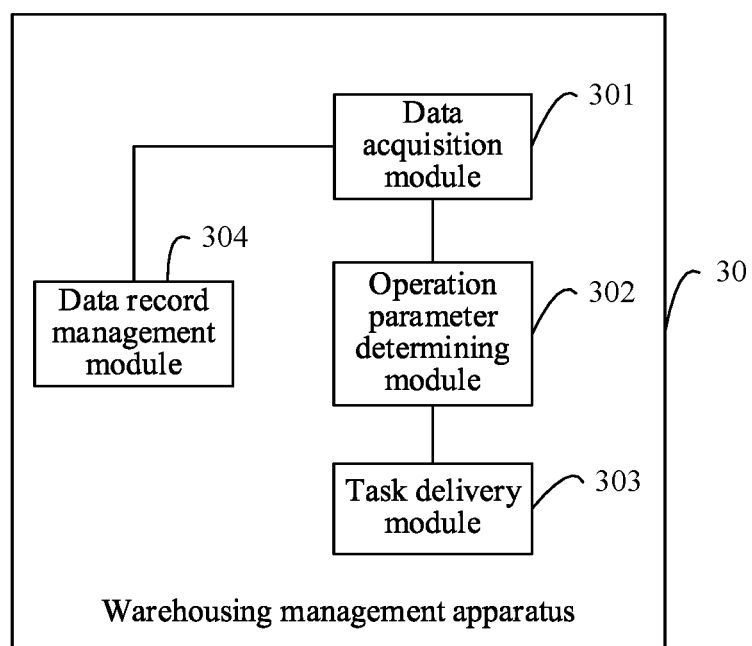 Data
acquisition
module
301
304
Data record
management
module
Operation
parameter
determining
module
302
30
Task delivery
module
303
Warehousing management apparatus